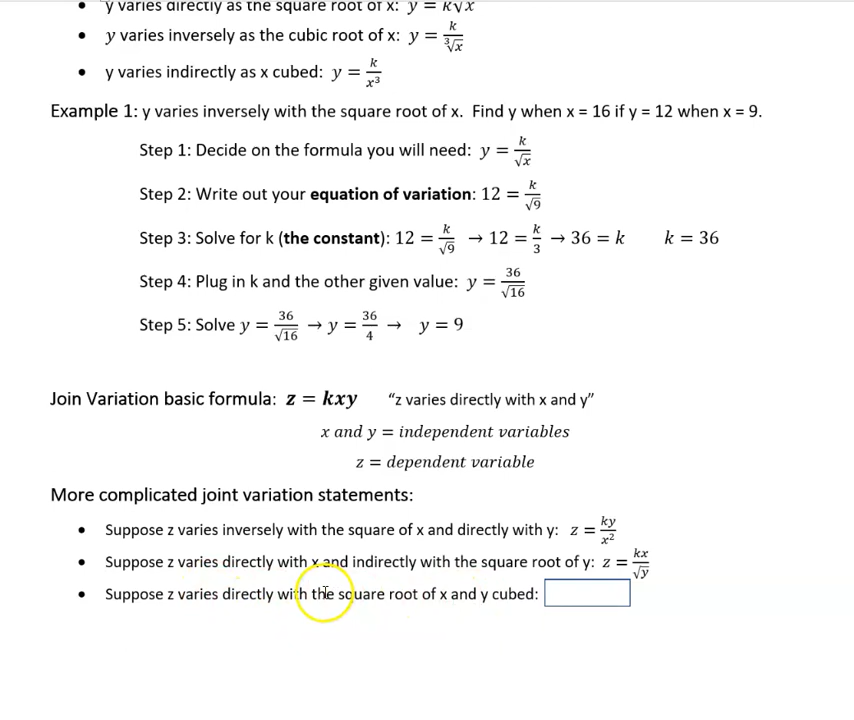 • y varies directly as the square root of x: y = k√x
• y varies inversely as the cubic root of x: y = k/∛x
• y varies indirectly as x cubed: y = k/x³
Example 1: y varies inversely with the square root of x. Find y when x = 16 if y = 12 when x = 9.
Step 1: Decide on the formula you will need: y = k/√x
Step 2: Write out your equation of variation: 12 = k/√9
Step 3: Solve for k (the constant): 12 = k/√9 → 12 = k/3 → 36 = k k = 36
Step 4: Plug in k and the other given value: y = 36/√16
Step 5: Solve y = 36/√16 → y = 36/4 → y = 9
Join Variation basic formula: z = kxy "z varies directly with x and y"
x and y = independent variables
z = dependent variable
More complicated joint variation statements:
• Suppose z varies inversely with the square of x and directly with y: z = ky/x²
• Suppose z varies directly with x and indirectly with the square root of y: z = kx/√y
• Suppose z varies directly with the square root of x and y cubed: